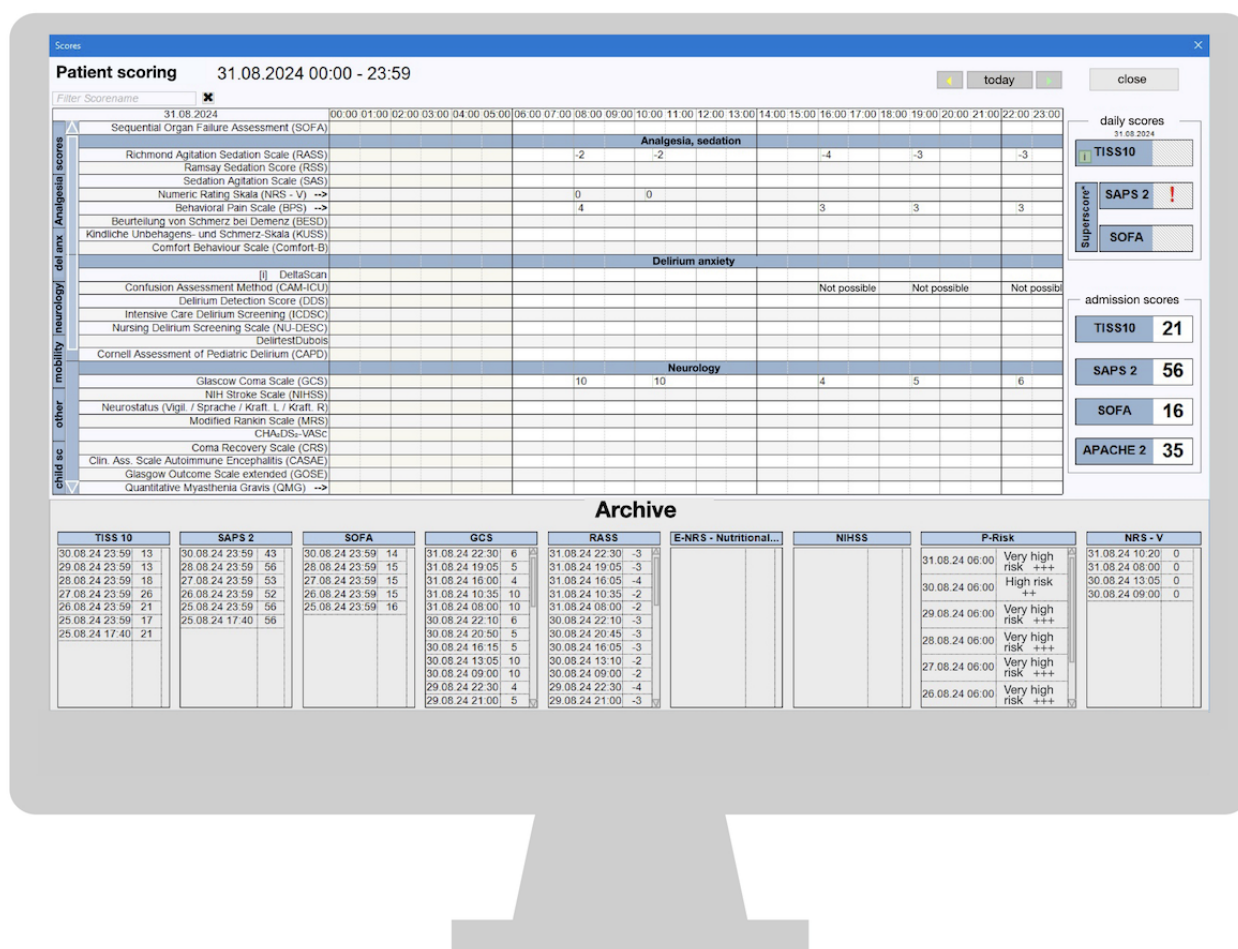 Scores
Patient scoring 31.08.2024 00:00 - 23:59
today
close
Filter Scorename
31.08.2024 00:00 01:00 02:00 03:00 04:00 05:00 06:00 07:00 08:00 09:00 10:00 11:00 12:00 13:00 14:00 15:00 16:00 17:00 18:00 19:00 20:00 21:00 22:00 23:00
Sequential Organ Failure Assessment (SOFA)
Analgesia, sedation
Richmond Agitation Sedation Scale (RASS) -2 -2 -4 -3 -3
Ramsay Sedation Score (RSS)
Sedation Agitation Scale (SAS)
Numeric Rating Skala (NRS - V) --> 0 0
Behavioral Pain Scale (BPS) --> 4 3 3 3
Beurteilung von Schmerz bei Demenz (BESD)
Kindliche Unbehagens- und Schmerz-Skala (KUSS)
Comfort Behaviour Scale (Comfort-B)
Delirium anxiety
[i] DeltaScan
Confusion Assessment Method (CAM-ICU) Not possible Not possible Not possibl
Delirium Detection Score (DDS)
Intensive Care Delirium Screening (ICDSC)
Nursing Delirium Screening Scale (NU-DESC)
DelirtestDubois
Cornell Assessment of Pediatric Delirium (CAPD)
Neurology
Glascow Coma Scale (GCS) 10 10 4 5 6
NIH Stroke Scale (NIHSS)
Neurostatus (Vigil. / Sprache / Kraft. L / Kraft. R)
Modified Rankin Scale (MRS)
CHA₂DS₂-VASc
Coma Recovery Scale (CRS)
Clin. Ass. Scale Autoimmune Encephalitis (CASAE)
Glasgow Outcome Scale extended (GOSE)
Quantitative Myasthenia Gravis (QMG) -->
Analgesia scores
del anx
neurology
mobility
other
child sc
daily scores
31.08.2024
i TISS10
Superscore*
SAPS 2 !
SOFA
admission scores
TISS10 21
SAPS 2 56
SOFA 16
APACHE 2 35
Archive
TISS 10
30.08.24 23:59 13
29.08.24 23:59 13
28.08.24 23:59 18
27.08.24 23:59 26
26.08.24 23:59 21
25.08.24 23:59 17
25.08.24 17:40 21
SAPS 2
30.08.24 23:59 43
28.08.24 23:59 56
27.08.24 23:59 53
26.08.24 23:59 52
25.08.24 23:59 56
25.08.24 17:40 56
SOFA
30.08.24 23:59 14
28.08.24 23:59 15
27.08.24 23:59 15
26.08.24 23:59 15
25.08.24 23:59 16
GCS
31.08.24 22:30 6
31.08.24 19:05 5
31.08.24 16:00 4
31.08.24 10:35 10
31.08.24 08:00 10
30.08.24 22:10 6
30.08.24 20:50 5
30.08.24 16:15 5
30.08.24 13:05 10
30.08.24 09:00 10
29.08.24 22:30 4
29.08.24 21:00 5
RASS
31.08.24 22:30 -3
31.08.24 19:05 -3
31.08.24 16:05 -4
31.08.24 10:35 -2
31.08.24 08:00 -2
30.08.24 22:10 -3
30.08.24 20:45 -3
30.08.24 16:05 -3
30.08.24 13:10 -2
30.08.24 09:00 -2
29.08.24 22:30 -4
29.08.24 21:00 -3
E-NRS - Nutritional...
NIHSS
P-Risk
31.08.24 06:00 Very high
risk +++
30.08.24 06:00 High risk
++
29.08.24 06:00 Very high
risk +++
28.08.24 06:00 Very high
risk +++
27.08.24 06:00 Very high
risk +++
26.08.24 06:00 Very high
risk +++
NRS - V
31.08.24 10:20 0
31.08.24 08:00 0
30.08.24 13:05 0
30.08.24 09:00 0